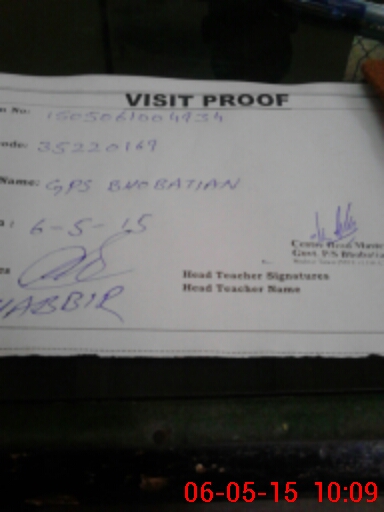 VISIT PROOF
n No: 1505061004934
ode: 35220169
Name: GPS BHOBATIAN
: 6-5-15
Head Teacher Signatures
Head Teacher Name
Govt. P/S
06-05-15 10:09